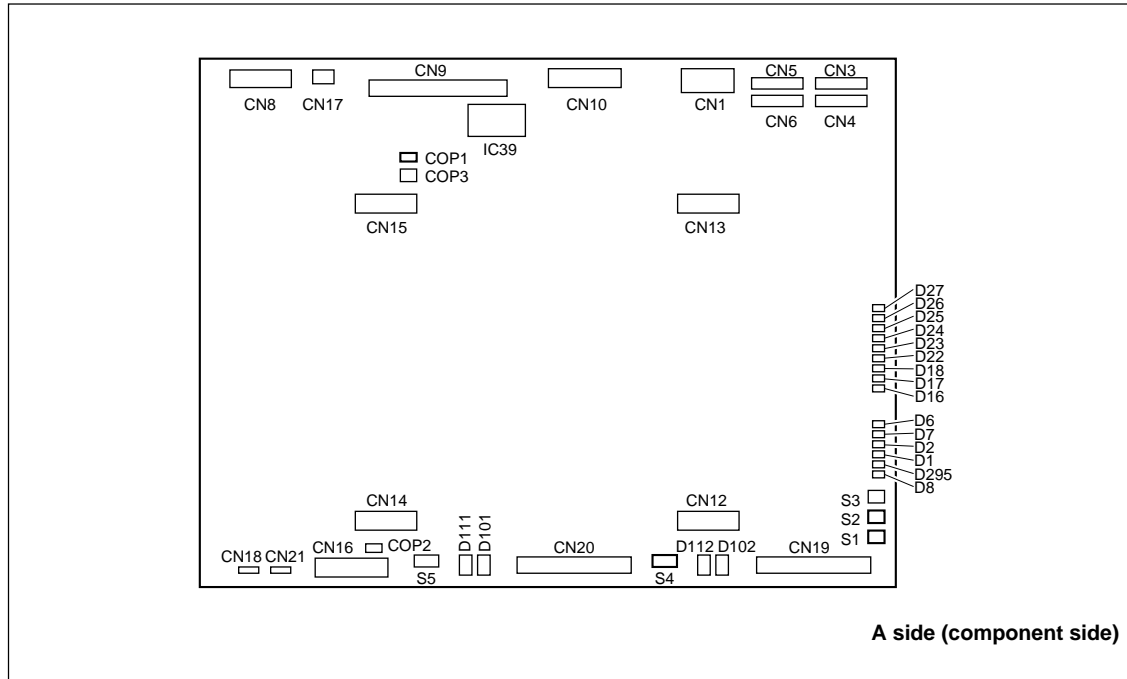 CN9
CN5 CN3
CN8 CN17 CN10 CN1
CN6 CN4
IC39
COP1
COP3
CN15 CN13
D27
D26
D25
D24
D23
D22
D18
D17
D16
D6
D7
D2
D1
D295
D8
S3
S2
S1
CN14 CN12
D111 D101
CN18 CN21 CN16 COP2 CN20 D112 D102 CN19
S5 S4
A side (component side)